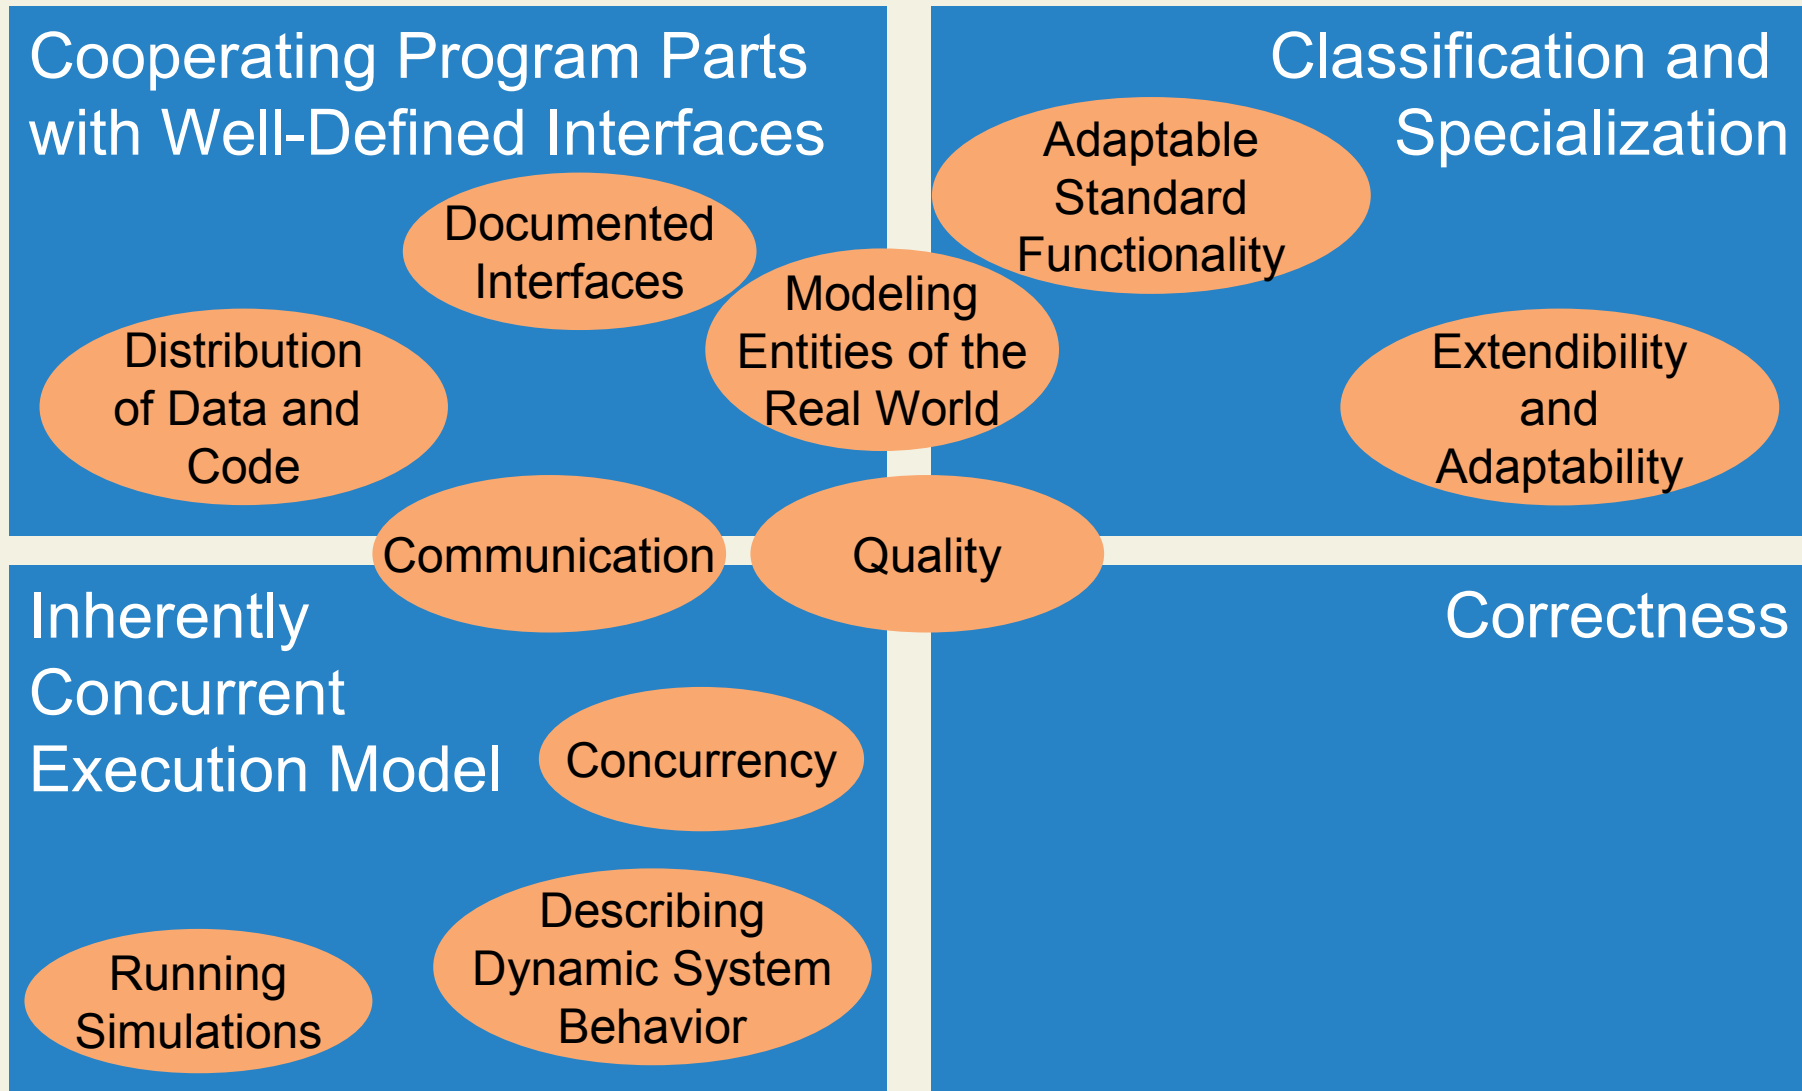 Cooperating Program Parts
with Well-Defined Interfaces
Documented
Interfaces
Distribution
of Data and
Code
Classification and
Specialization
Adaptable
Standard
Functionality
Modeling
Entities of the
Real World
Extendibility
and
Adaptability
Communication
Quality
Inherently
Concurrent
Execution Model
Concurrency
Describing
Dynamic System
Behavior
Running
Simulations
Correctness